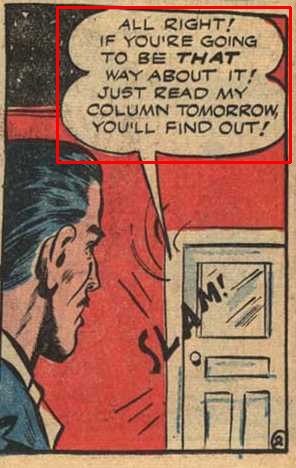 ALL RIGHT!
IF YOU'RE GOING
TO BE THAT
WAY ABOUT IT!
JUST READ MY
COLUMN TOMORROW,
YOU'LL FIND OUT!
SLAM!
2